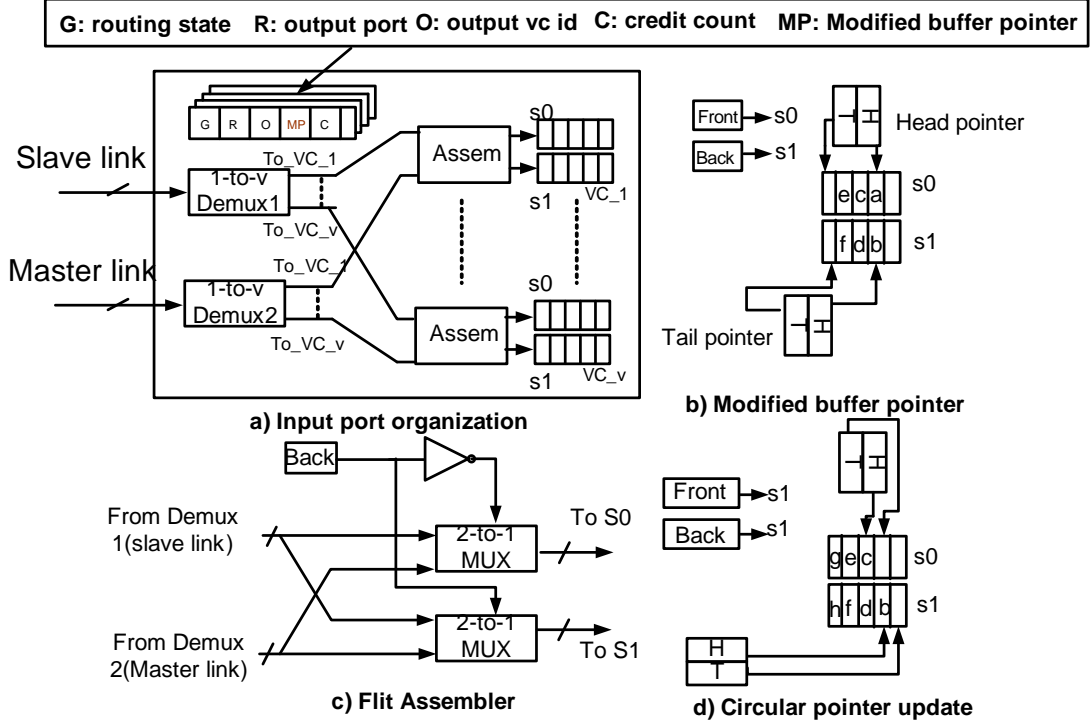 G: routing state R: output port O: output vc id C: credit count MP: Modified buffer pointer
G R O MP C
Slave link
1-to-v
Demux1
To_VC_1
To_VC_v
Master link
1-to-v
Demux2
To_VC_1
To_VC_v
Assem
s0
s1
VC_1
Assem
s0
s1
VC_v
a) Input port organization
Front
s0
Back
s1
T H
Head pointer
e c a
s0
f d b
s1
T H
Tail pointer
b) Modified buffer pointer
Back
From Demux
1(slave link)
2-to-1
MUX
To S0
From Demux
2(Master link)
2-to-1
MUX
To S1
c) Flit Assembler
Front
s1
Back
s1
T H
g e c
s0
h f d b
s1
H
T
d) Circular pointer update